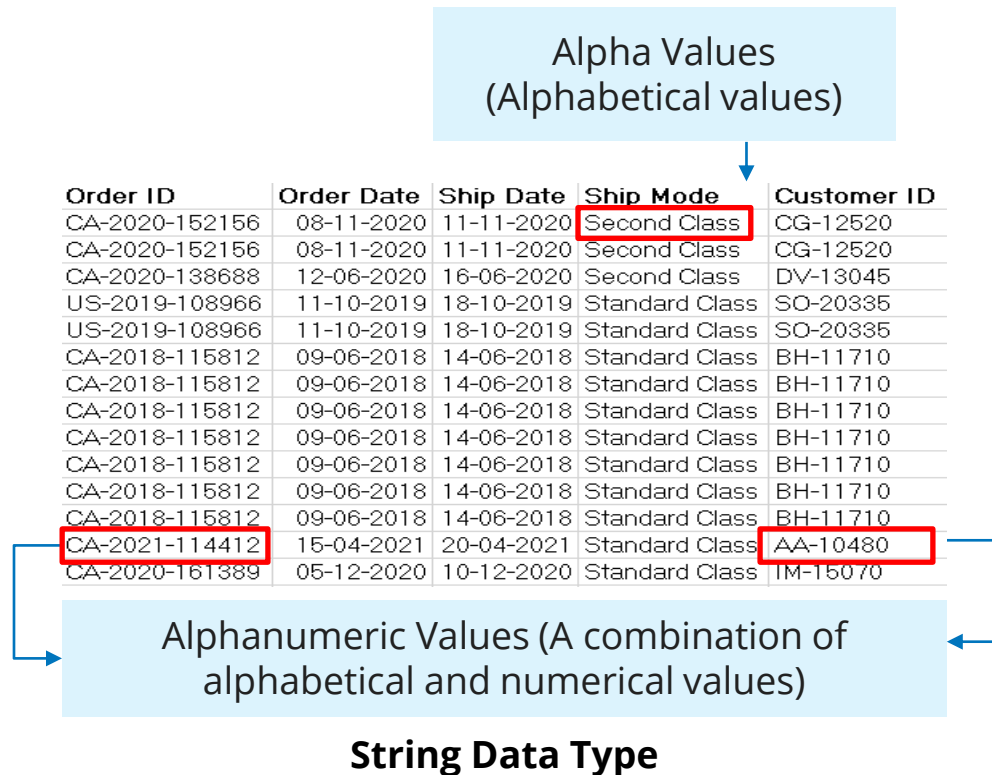 Alpha Values
(Alphabetical values)
Order ID Order Date Ship Date Ship Mode Customer ID
CA-2020-152156 08-11-2020 11-11-2020 Second Class CG-12520
CA-2020-152156 08-11-2020 11-11-2020 Second Class CG-12520
CA-2020-138688 12-06-2020 16-06-2020 Second Class DV-13045
US-2019-108966 11-10-2019 18-10-2019 Standard Class SO-20335
US-2019-108966 11-10-2019 18-10-2019 Standard Class SO-20335
CA-2018-115812 09-06-2018 14-06-2018 Standard Class BH-11710
CA-2018-115812 09-06-2018 14-06-2018 Standard Class BH-11710
CA-2018-115812 09-06-2018 14-06-2018 Standard Class BH-11710
CA-2018-115812 09-06-2018 14-06-2018 Standard Class BH-11710
CA-2018-115812 09-06-2018 14-06-2018 Standard Class BH-11710
CA-2018-115812 09-06-2018 14-06-2018 Standard Class BH-11710
CA-2018-115812 09-06-2018 14-06-2018 Standard Class BH-11710
CA-2021-114412 15-04-2021 20-04-2021 Standard Class AA-10480
CA-2020-161389 05-12-2020 10-12-2020 Standard Class IM-15070
Alphanumeric Values (A combination of
alphabetical and numerical values)
String Data Type